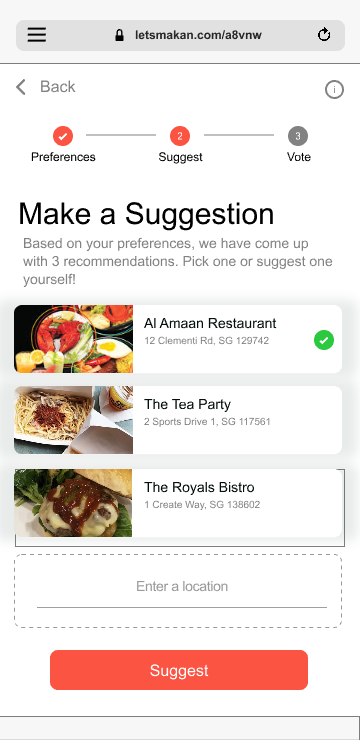 letsmakan.com/a8vnw
Back
i
2
3
Preferences
Suggest
Vote
Make a Suggestion
Based on your preferences, we have come up
with 3 recommendations. Pick one or suggest one
yourself!
Al Amaan Restaurant
12 Clementi Rd, SG 129742
The Tea Party
2 Sports Drive 1, SG 117561
The Royals Bistro
1 Create Way, SG 138602
Enter a location
Suggest